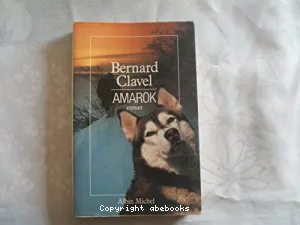 Bernard
Clavel
AMAROK
roman
Albin Michel
Copyright abebooks